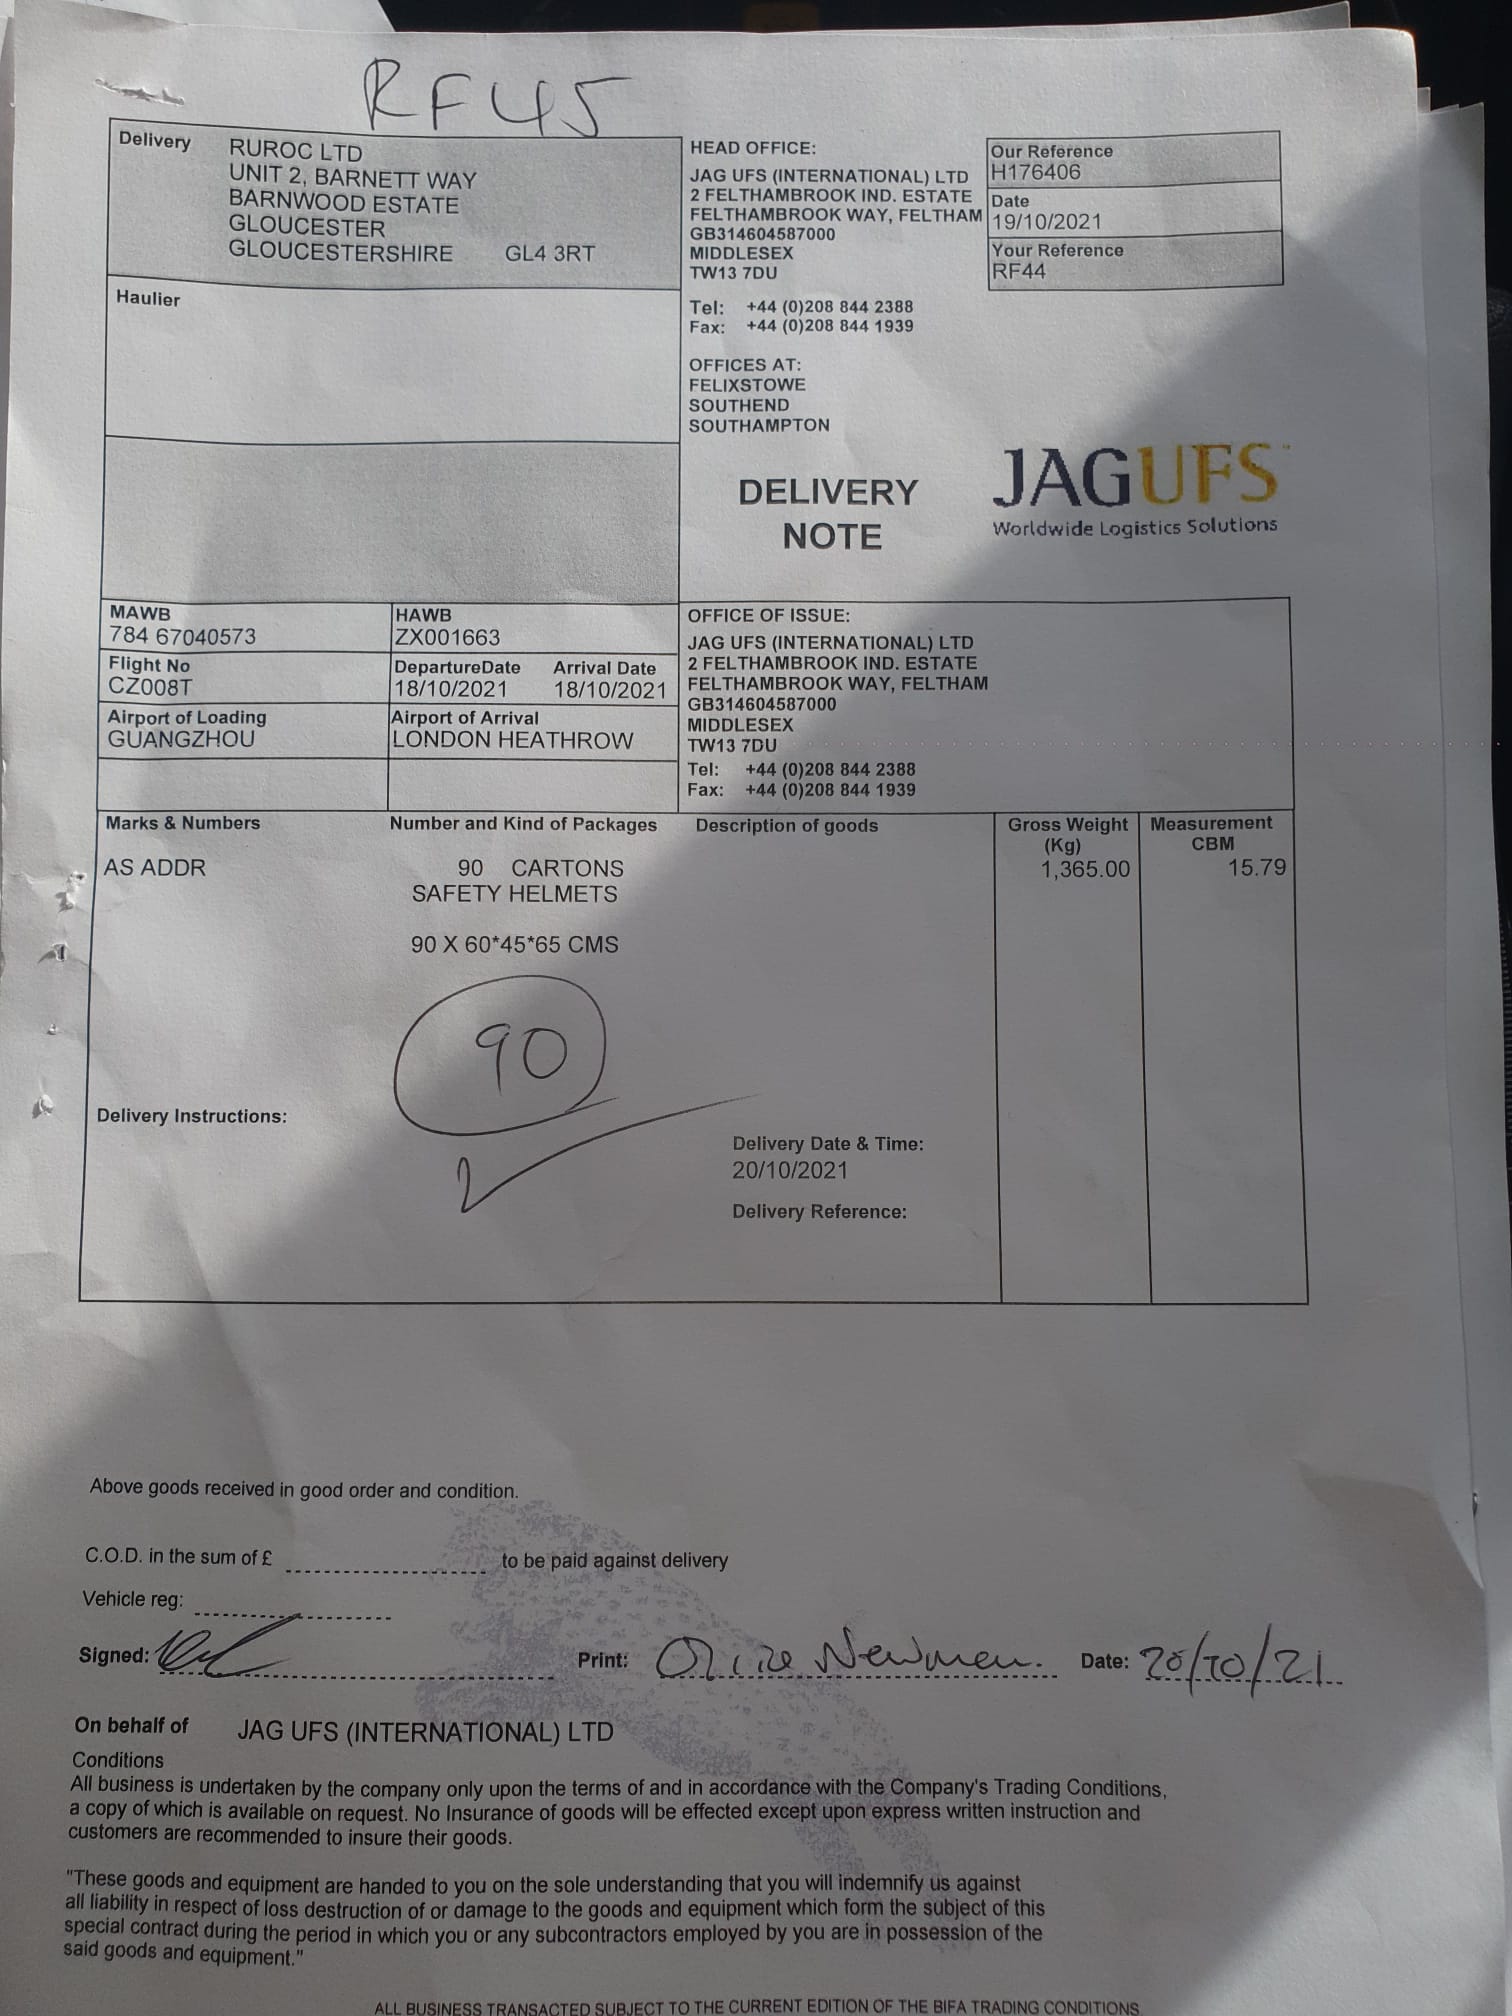 RF45
Delivery
RUROC LTD
UNIT 2, BARNETT WAY
BARNWOOD ESTATE
GLOUCESTER
GLOUCESTERSHIRE GL4 3RT
HEAD OFFICE:
JAG UFS (INTERNATIONAL) LTD
2 FELTHAMBROOK IND. ESTATE
FELTHAMBROOK WAY, FELTHAM
GB314604587000
MIDDLESEX
TW13 7DU
Tel: +44 (0)208 844 2388
Fax: +44 (0)208 844 1939
OFFICES AT:
FELIXSTOWE
SOUTHEND
SOUTHAMPTON
Our Reference
H176406
Date
19/10/2021
Your Reference
RF44
Haulier
DELIVERY
NOTE
JAGUFS
Worldwide Logistics Solutions
MAWB
784 67040573
HAWB
ZX001663
Flight No
CZ008T
DepartureDate Arrival Date
18/10/2021 18/10/2021
Airport of Loading
GUANGZHOU
Airport of Arrival
LONDON HEATHROW
OFFICE OF ISSUE:
JAG UFS (INTERNATIONAL) LTD
2 FELTHAMBROOK IND. ESTATE
FELTHAMBROOK WAY, FELTHAM
GB314604587000
MIDDLESEX
TW13 7DU
Tel: +44 (0)208 844 2388
Fax: +44 (0)208 844 1939
Marks & Numbers Number and Kind of Packages Description of goods Gross Weight (Kg) Measurement CBM
AS ADDR 90 CARTONS 1,365.00 15.79
SAFETY HELMETS
90 X 60*45*65 CMS
90
Delivery Instructions:
Delivery Date & Time:
20/10/2021
Delivery Reference:
Above goods received in good order and condition.
C.O.D. in the sum of £ to be paid against delivery
Vehicle reg:
Signed: Print: Newman. Date: 20/10/21
On behalf of JAG UFS (INTERNATIONAL) LTD
Conditions
All business is undertaken by the company only upon the terms of and in accordance with the Company's Trading Conditions,
a copy of which is available on request. No Insurance of goods will be effected except upon express written instruction and
customers are recommended to insure their goods.
"These goods and equipment are handed to you on the sole understanding that you will indemnify us against
all liability in respect of loss destruction of or damage to the goods and equipment which form the subject of this
special contract during the period in which you or any subcontractors employed by you are in possession of the
said goods and equipment."
ALL BUSINESS TRANSACTED SUBJECT TO THE CURRENT EDITION OF THE BIFA TRADING CONDITIONS